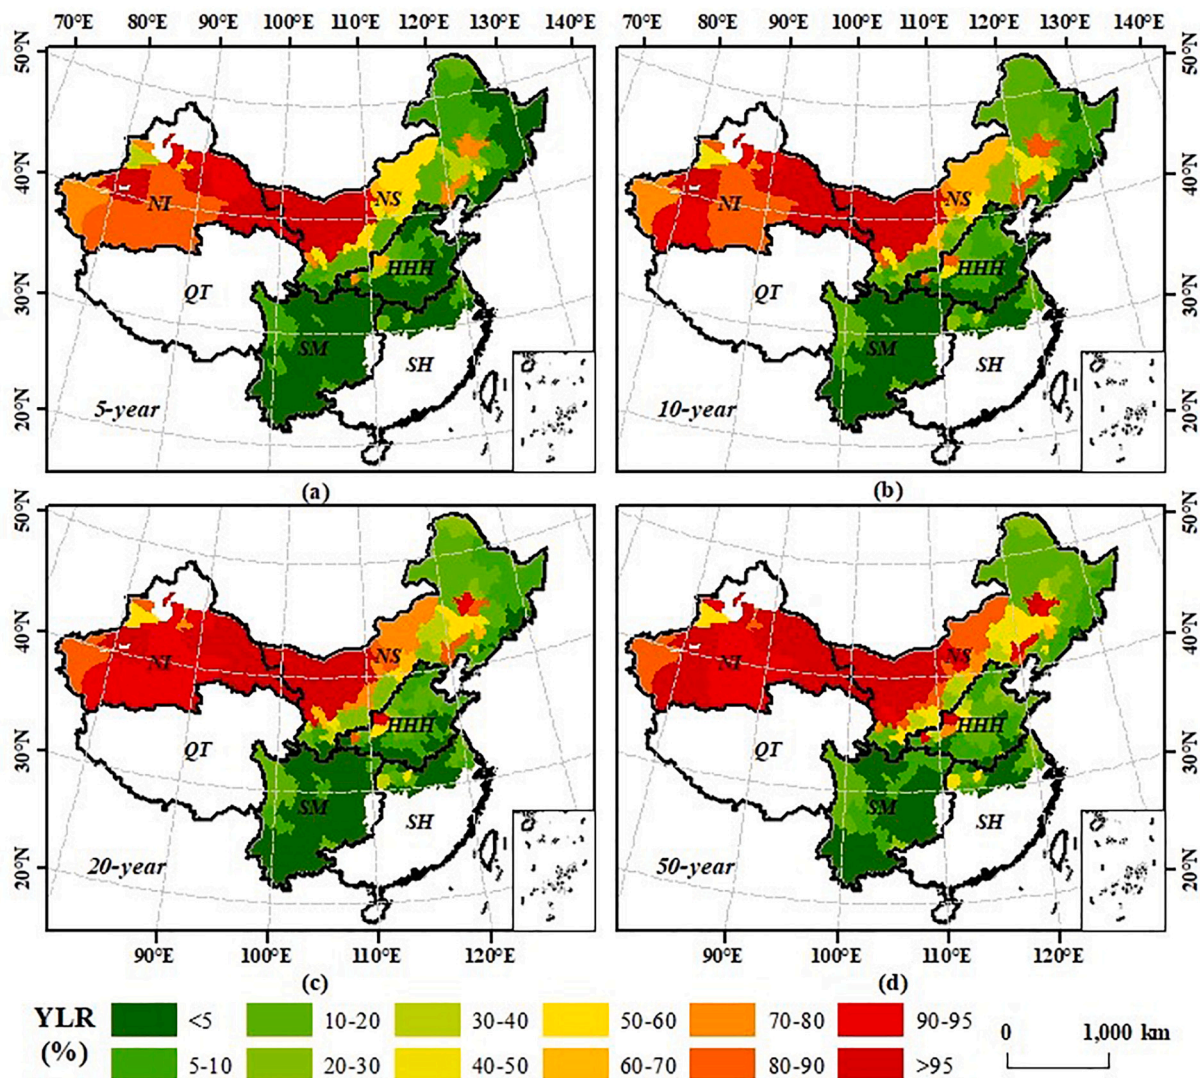 70°E 80°E 90°E 100°E 110°E 120°E 130°E 140°E 70°E 80°E 90°E 100°E 110°E 120°E 130°E 140°E
50°N 50°N
40°N 40°N
30°N 30°N
20°N 20°N
NI NS NI NS
HHH HHH
QT QT
SM SM
SH SH
5-year 10-year
(a) (b)
50°N 50°N
40°N 40°N
30°N 30°N
20°N 20°N
NI NS NI NS
HHH HHH
QT QT
SM SM
SH SH
20-year 50-year
90°E 100°E 110°E 120°E 90°E 100°E 110°E 120°E
(c) (d)
YLR <5 10-20 30-40 50-60 70-80 90-95 0 1,000 km
(%) 5-10 20-30 40-50 60-70 80-90 >95